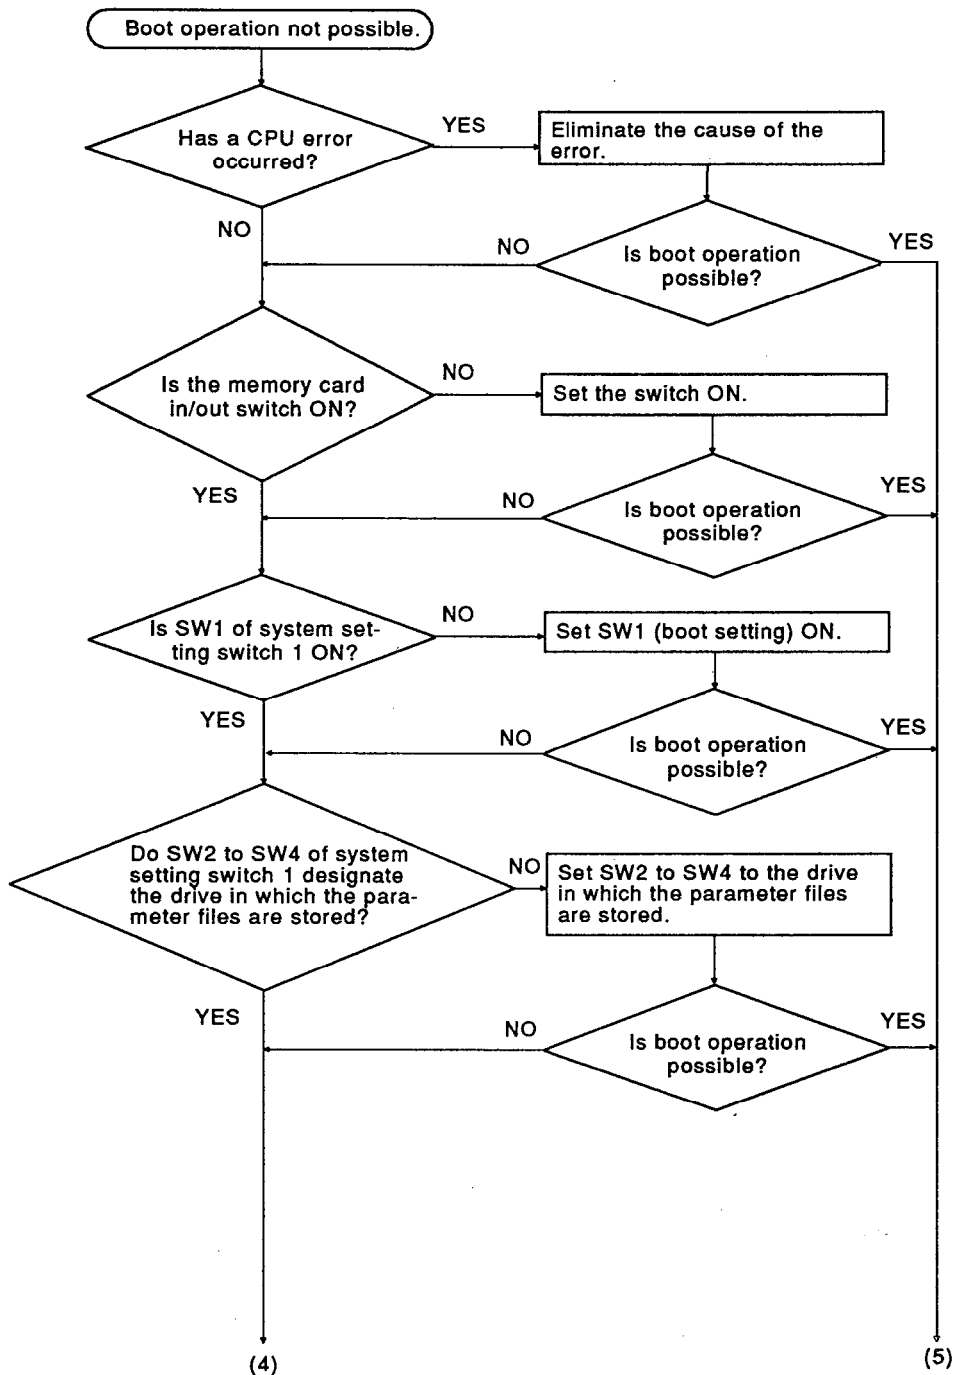 Boot operation not possible.
Has a CPU error
occurred?
YES
Eliminate the cause of the
error.
NO
Is boot operation
possible?
NO
YES
Is the memory card
in/out switch ON?
NO
Set the switch ON.
YES
Is boot operation
possible?
NO
YES
Is SW1 of system set-
ting switch 1 ON?
NO
Set SW1 (boot setting) ON.
YES
Is boot operation
possible?
NO
YES
Do SW2 to SW4 of system
setting switch 1 designate
the drive in which the para-
meter files are stored?
NO
Set SW2 to SW4 to the drive
in which the parameter files
are stored.
YES
Is boot operation
possible?
NO
YES
(4)
(5)